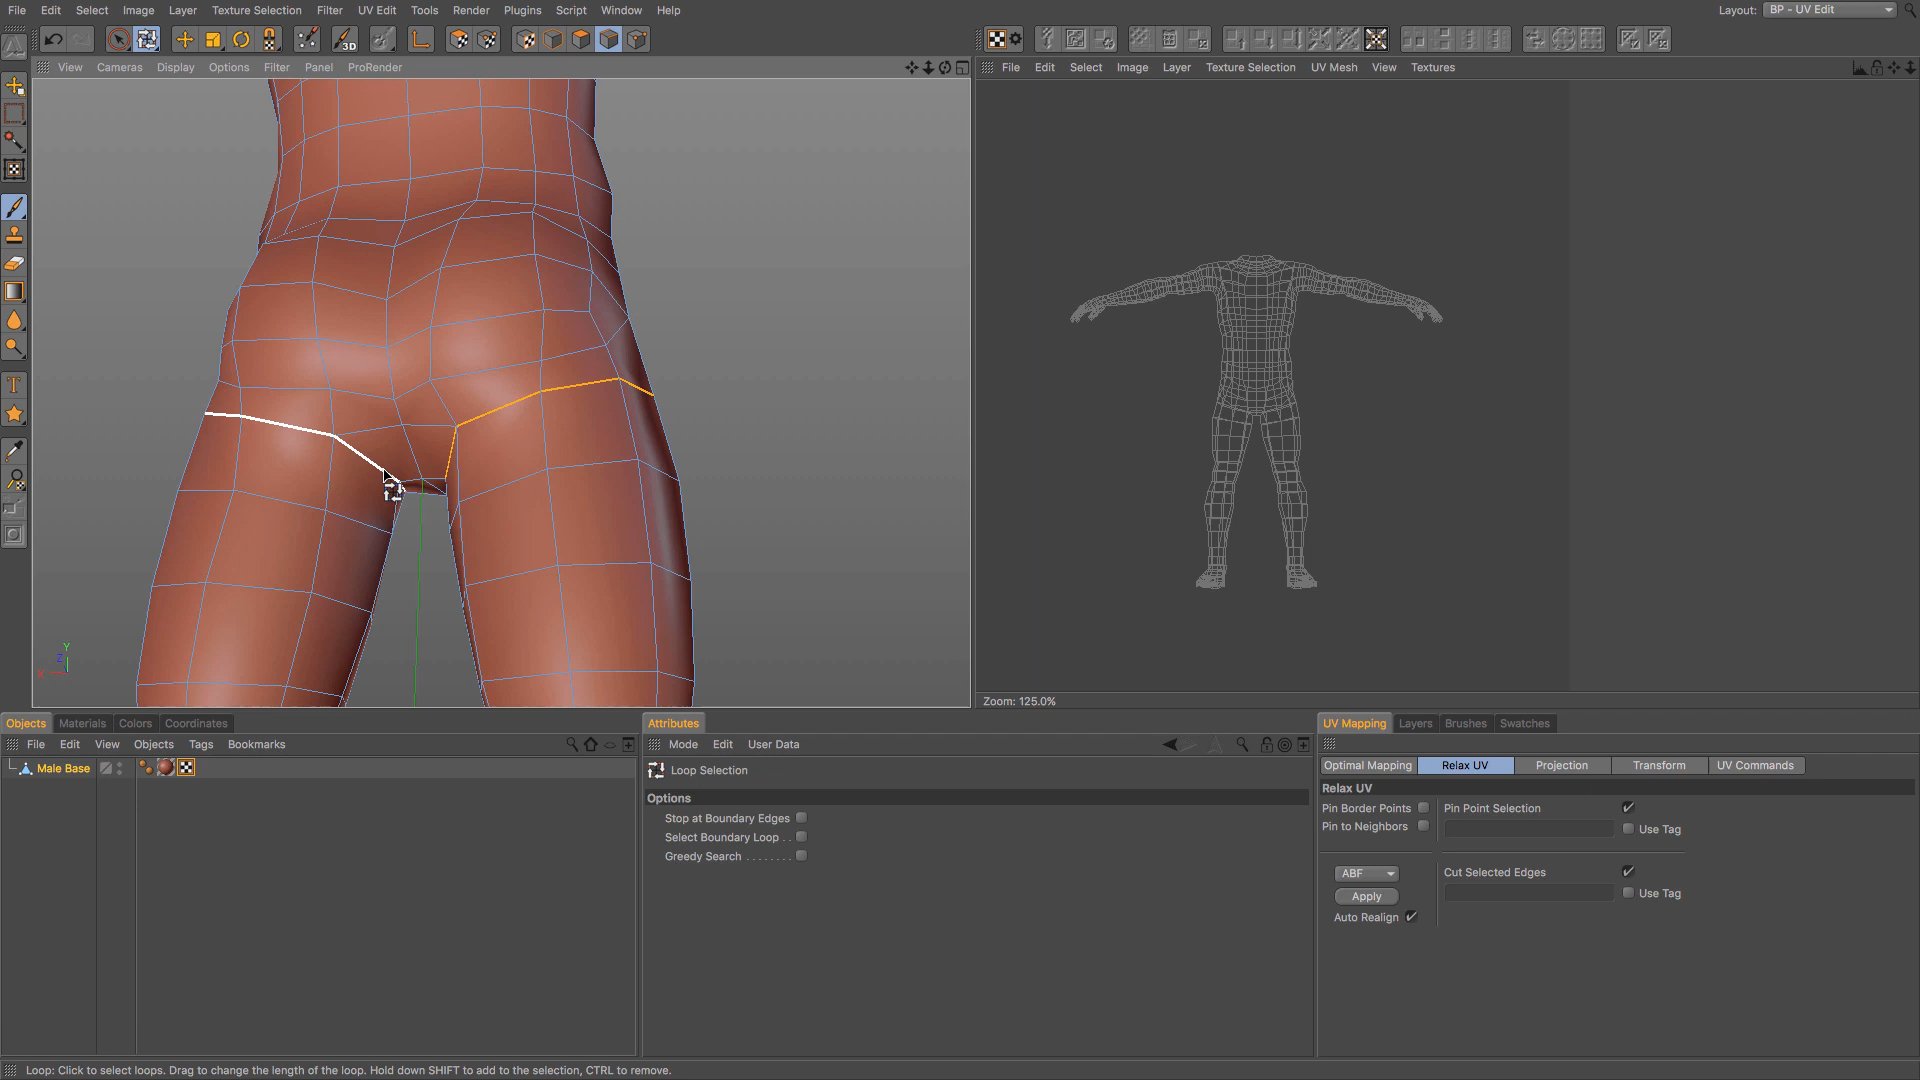 File Edit Select Image Layer Texture Selection Filter UV Edit Tools Render Plugins Script Window Help
Layout: BP - UV Edit
3D
View Cameras Display Options Filter Panel ProRender
File Edit Select Image Layer Texture Selection UV Mesh View Textures
Y
Z
X
Zoom: 125.0%
Objects Materials Colors Coordinates
File Edit View Objects Tags Bookmarks
Male Base
Attributes
Mode Edit User Data
Loop Selection
Options
Stop at Boundary Edges
Select Boundary Loop . .
Greedy Search . . . . . . . .
UV Mapping Layers Brushes Swatches
Optimal Mapping Relax UV Projection Transform UV Commands
Relax UV
Pin Border Points Pin Point Selection
Pin to Neighbors Use Tag
ABF Cut Selected Edges
Apply Use Tag
Auto Realign
Loop: Click to select loops. Drag to change the length of the loop. Hold down SHIFT to add to the selection, CTRL to remove.